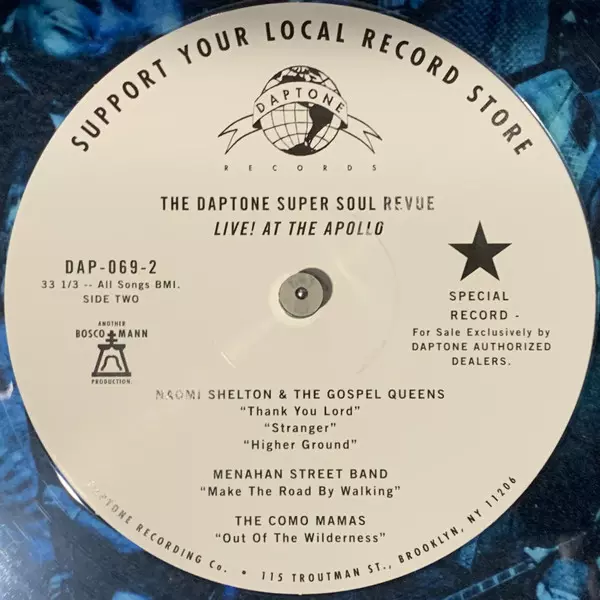 SUPPORT YOUR LOCAL RECORD STORE
DAPTONE
RECORDS
THE DAPTONE SUPER SOUL REVUE
LIVE! AT THE APOLLO
DAP-069-2
33 1/3 -- All Songs BMI.
SIDE TWO
ANOTHER
BOSCO MANN
PRODUCTION.
SPECIAL
RECORD -
For Sale Exclusively by
DAPTONE AUTHORIZED
DEALERS.
NAOMI SHELTON & THE GOSPEL QUEENS
“Thank You Lord”
“Stranger”
“Higher Ground”
MENAHAN STREET BAND
“Make The Road By Walking”
THE COMO MAMAS
“Out Of The Wilderness”
DAPTONE RECORDING Co. • 115 TROUTMAN ST., BROOKLYN, NY 11206